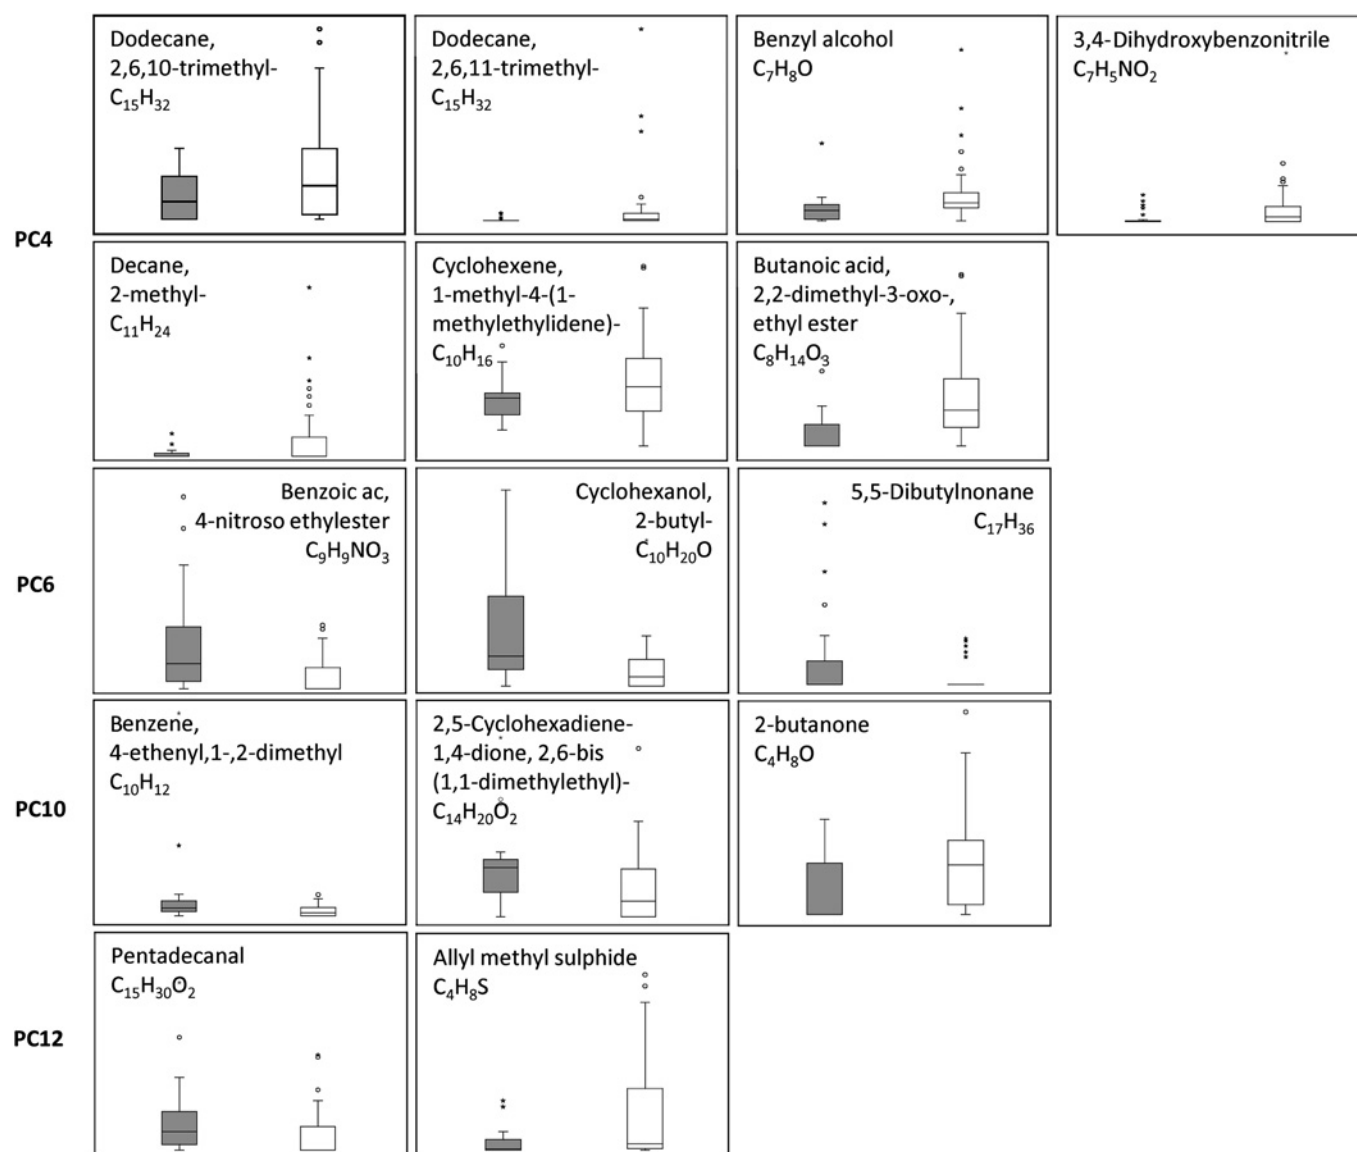 PC4
Dodecane,
2,6,10-trimethyl-
C₁₅H₃₂
Dodecane,
2,6,11-trimethyl-
C₁₅H₃₂
Benzyl alcohol
C₇H₈O
3,4-Dihydroxybenzonitrile
C₇H₅NO₂
Decane,
2-methyl-
C₁₁H₂₄
Cyclohexene,
1-methyl-4-(1-
methylethylidene)-
C₁₀H₁₆
Butanoic acid,
2,2-dimethyl-3-oxo-,
ethyl ester
C₈H₁₄O₃
PC6
Benzoic ac,
4-nitroso ethylester
C₉H₉NO₃
Cyclohexanol,
2-butyl-
C₁₀H₂₀O
5,5-Dibutylnonane
C₁₇H₃₆
PC10
Benzene,
4-ethenyl,1-,2-dimethyl
C₁₀H₁₂
2,5-Cyclohexadiene-
1,4-dione, 2,6-bis
(1,1-dimethylethyl)-
C₁₄H₂₀O₂
2-butanone
C₄H₈O
PC12
Pentadecanal
C₁₅H₃₀O₂
Allyl methyl sulphide
C₄H₈S